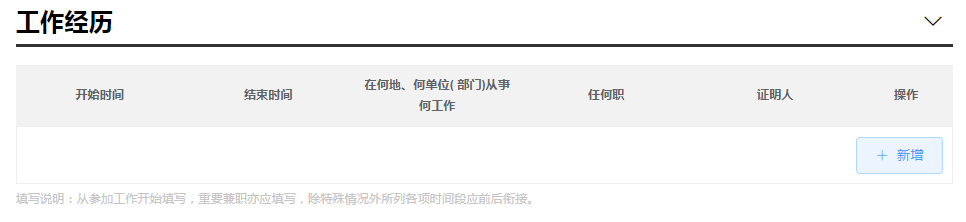 工作经历
开始时间 结束时间 在何地、何单位( 部门)从事何工作 任何职 证明人 操作
+ 新增
填写说明：从参加工作开始填写，重要兼职亦应填写，除特殊情况外所列各项时间段应前后衔接。